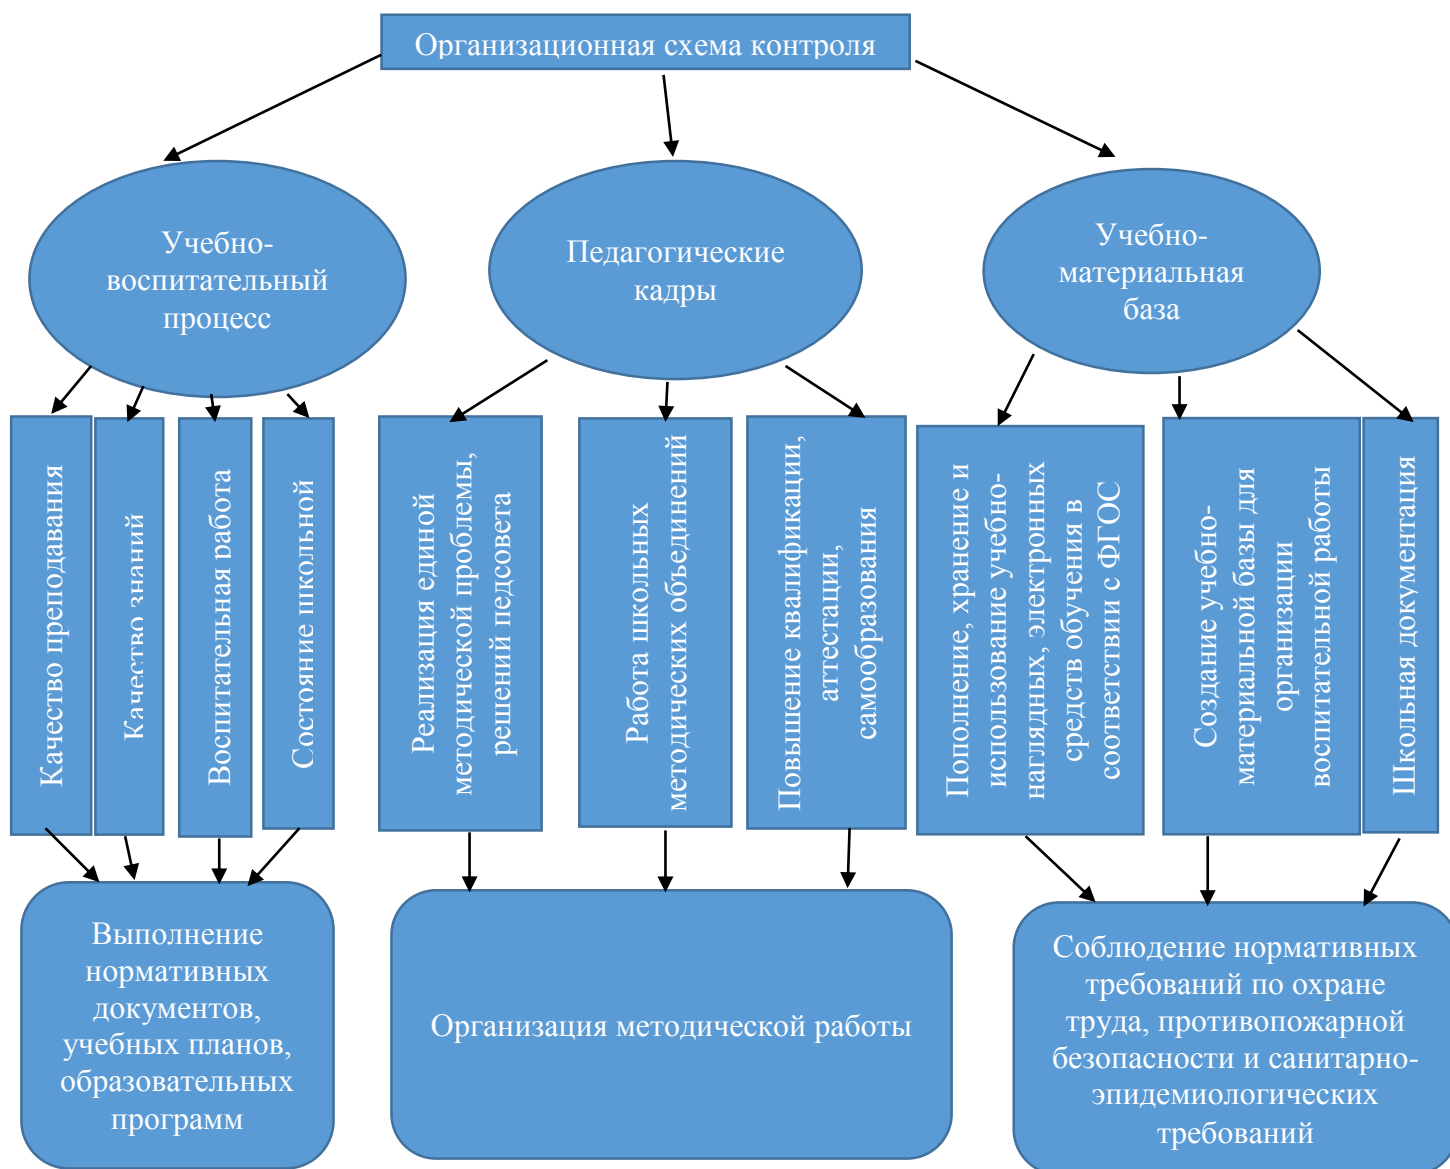 Организационная схема контроля
Учебно-
воспитательный
процесс
Педагогические
кадры
Учебно-
материальная
база
Качество преподавания
Качество знаний
Воспитательная работа
Состояние школьной
Реализация единой
методической проблемы,
решений педсовета
Работа школьных
методических объединений
Повышение квалификации,
аттестации,
самообразования
Пополнение, хранение и
использование учебно-
наглядных, электронных
средств обучения в
соответствии с ФГОС
Создание учебно-
материальной базы для
организации
воспитательной работы
Школьная документация
Выполнение
нормативных
документов,
учебных планов,
образовательных
программ
Организация методической работы
Соблюдение нормативных
требований по охране
труда, противопожарной
безопасности и санитарно-
эпидемиологических
требований